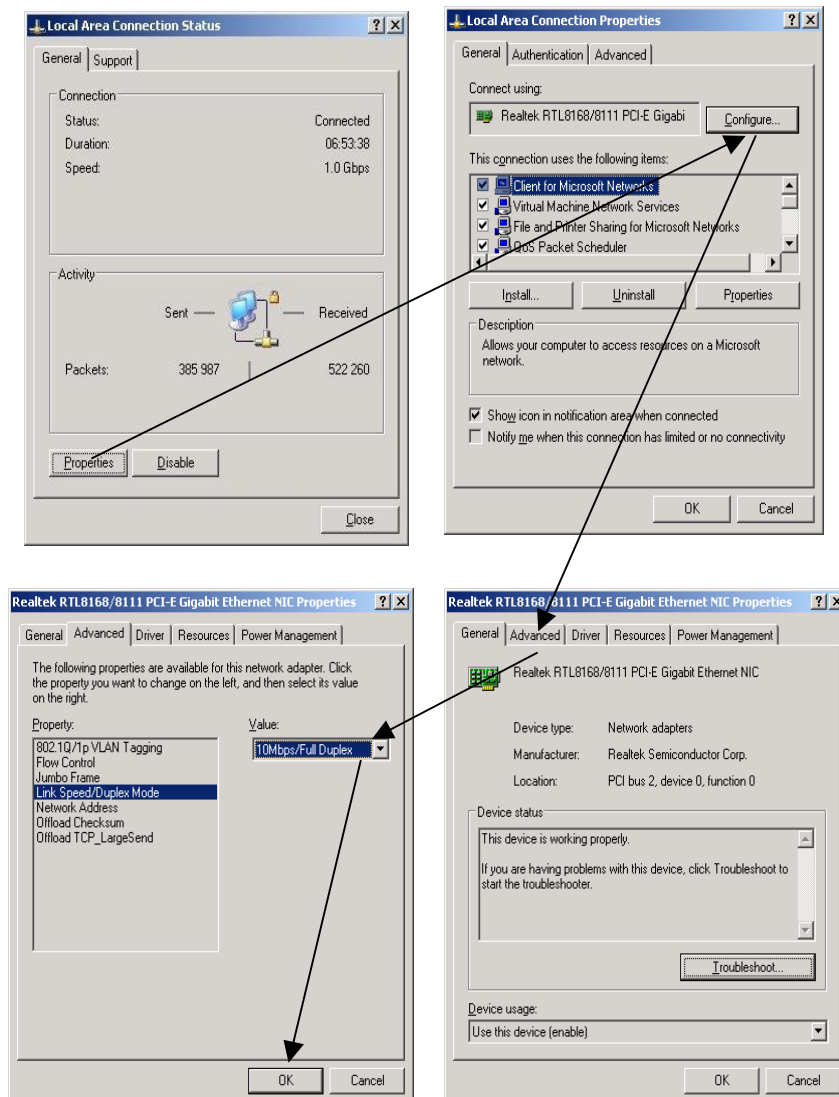 Local Area Connection Status
General Support
Connection
Status: Connected
Duration: 06:53:38
Speed: 1.0 Gbps
Activity
Sent — — Received
Packets: 385 987 522 260
Properties Disable
Close
Local Area Connection Properties
General Authentication Advanced
Connect using:
Realtek RTL8168/8111 PCI-E Gigabi Configure...
This connection uses the following items:
Client for Microsoft Networks
Virtual Machine Network Services
File and Printer Sharing for Microsoft Networks
QoS Packet Scheduler
Install... Uninstall Properties
Description
Allows your computer to access resources on a Microsoft
network.
Show icon in notification area when connected
Notify me when this connection has limited or no connectivity
OK Cancel
Realtek RTL8168/8111 PCI-E Gigabit Ethernet NIC Properties
General Advanced Driver Resources Power Management
The following properties are available for this network adapter. Click
the property you want to change on the left, and then select its value
on the right.
Property: Value:
802.1Q/1p VLAN Tagging 10Mbps/Full Duplex
Flow Control
Jumbo Frame
Link Speed/Duplex Mode
Network Address
Offload Checksum
Offload TCP_LargeSend
OK Cancel
Realtek RTL8168/8111 PCI-E Gigabit Ethernet NIC Properties
General Advanced Driver Resources Power Management
Realtek RTL8168/8111 PCI-E Gigabit Ethernet NIC
Device type: Network adapters
Manufacturer: Realtek Semiconductor Corp.
Location: PCI bus 2, device 0, function 0
Device status
This device is working properly.
If you are having problems with this device, click Troubleshoot to
start the troubleshooter.
Troubleshoot...
Device usage:
Use this device (enable)
OK Cancel